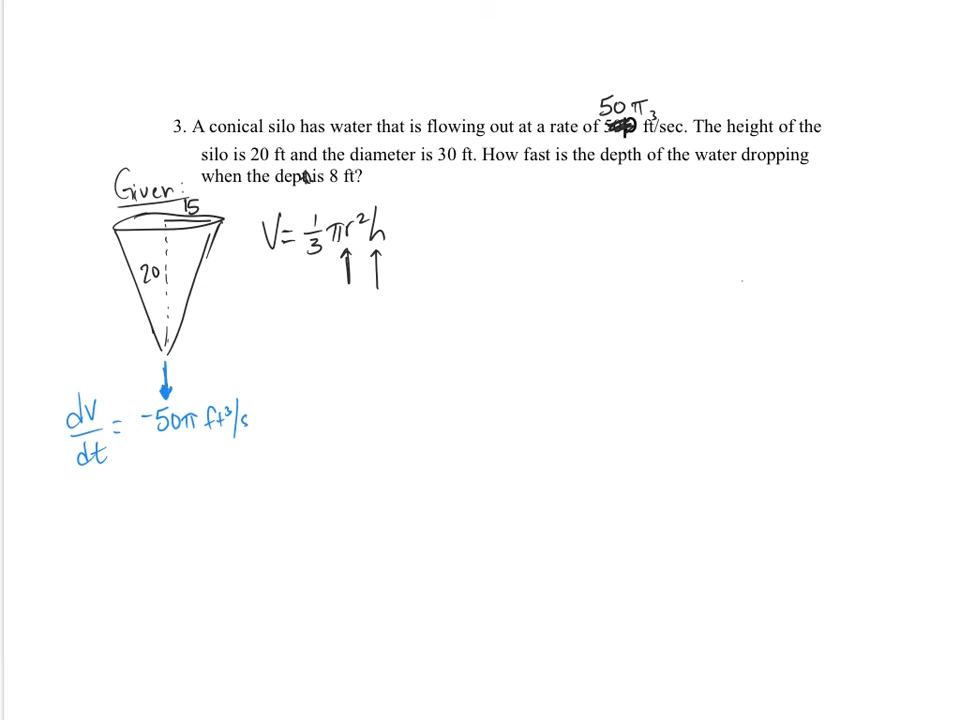 50 π
3. A conical silo has water that is flowing out at a rate of ft³/sec. The height of the
silo is 20 ft and the diameter is 30 ft. How fast is the depth of the water dropping
when the depth is 8 ft?
Given:
15
V = 1/3 πr²h
20
dv/dt = -50π ft³/s